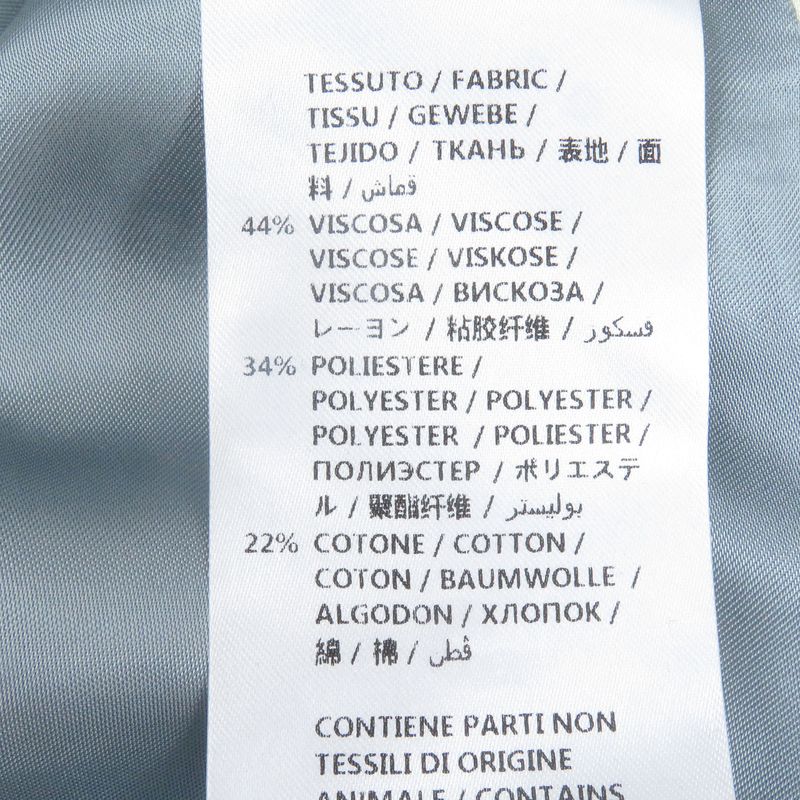 TESSUTO / FABRIC /
TISSU / GEWEBE /
TEJIDO / ТКАНЬ / 表地 / 面
料 / قماش
44% VISCOSA / VISCOSE /
VISCOSE / VISKOSE /
VISCOSA / ВИСКОЗА /
レーヨン / 粘胶纤维 / فسكوز
34% POLIESTERE /
POLYESTER / POLYESTER /
POLYESTER / POLIESTER /
ПОЛИЭСТЕР / ポリエステ
ル / 聚酯纤维 / بوليستر
22% COTONE / COTTON /
COTON / BAUMWOLLE /
ALGODON / ХЛОПОК /
綿 / 棉 / قطن
CONTIENE PARTI NON
TESSILI DI ORIGINE
ANIMALE / CONTAINS